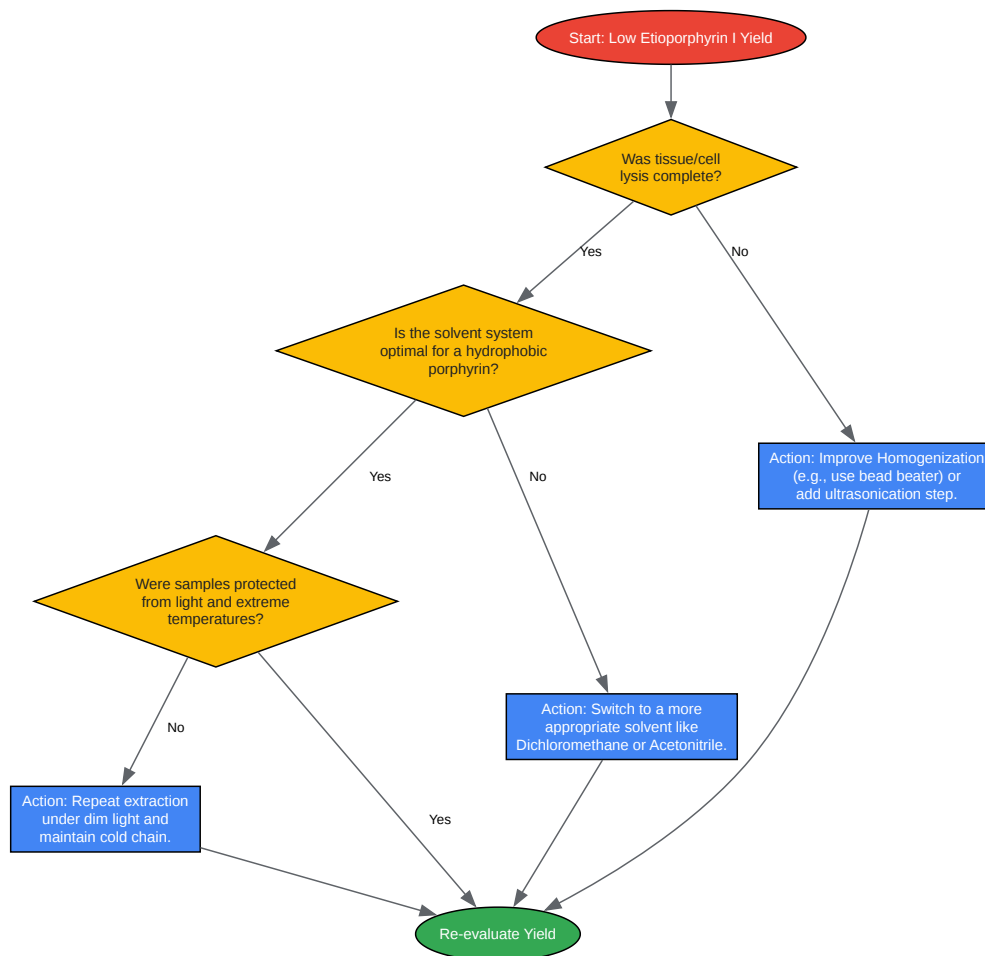 Start: Low Etioporphyrin I Yield
Was tissue/cell
lysis complete?
Yes
No
Is the solvent system
optimal for a hydrophobic
porphyrin?
Action: Improve Homogenization
(e.g., use bead beater) or
add ultrasonication step.
Yes
No
Were samples protected
from light and extreme
temperatures?
Action: Switch to a more
appropriate solvent like
Dichloromethane or Acetonitrile.
No
Yes
Action: Repeat extraction
under dim light and
maintain cold chain.
Re-evaluate Yield